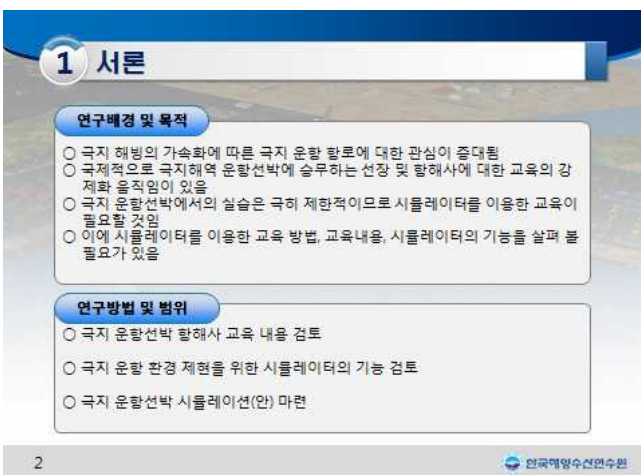 1 서론
연구배경 및 목적
○ 극지 해빙의 가속화에 따른 극지 운항 항로에 대한 관심이 증대됨
○ 국제적으로 극지해역 운항선박에 승무하는 선장 및 항해사에 대한 교육의 강
제화 움직임이 있음
○ 극지 운항선박에서의 실습은 극히 제한적이므로 시뮬레이터를 이용한 교육이
필요할 것임
○ 이에 시뮬레이터를 이용한 교육 방법, 교육내용, 시뮬레이터의 기능을 살펴 볼
필요가 있음
연구방법 및 범위
○ 극지 운항선박 항해사 교육 내용 검토
○ 극지 운항 환경 제현을 위한 시뮬레이터의 기능 검토
○ 극지 운항선박 시뮬레이션(안) 마련
2
한국해양수산연수원